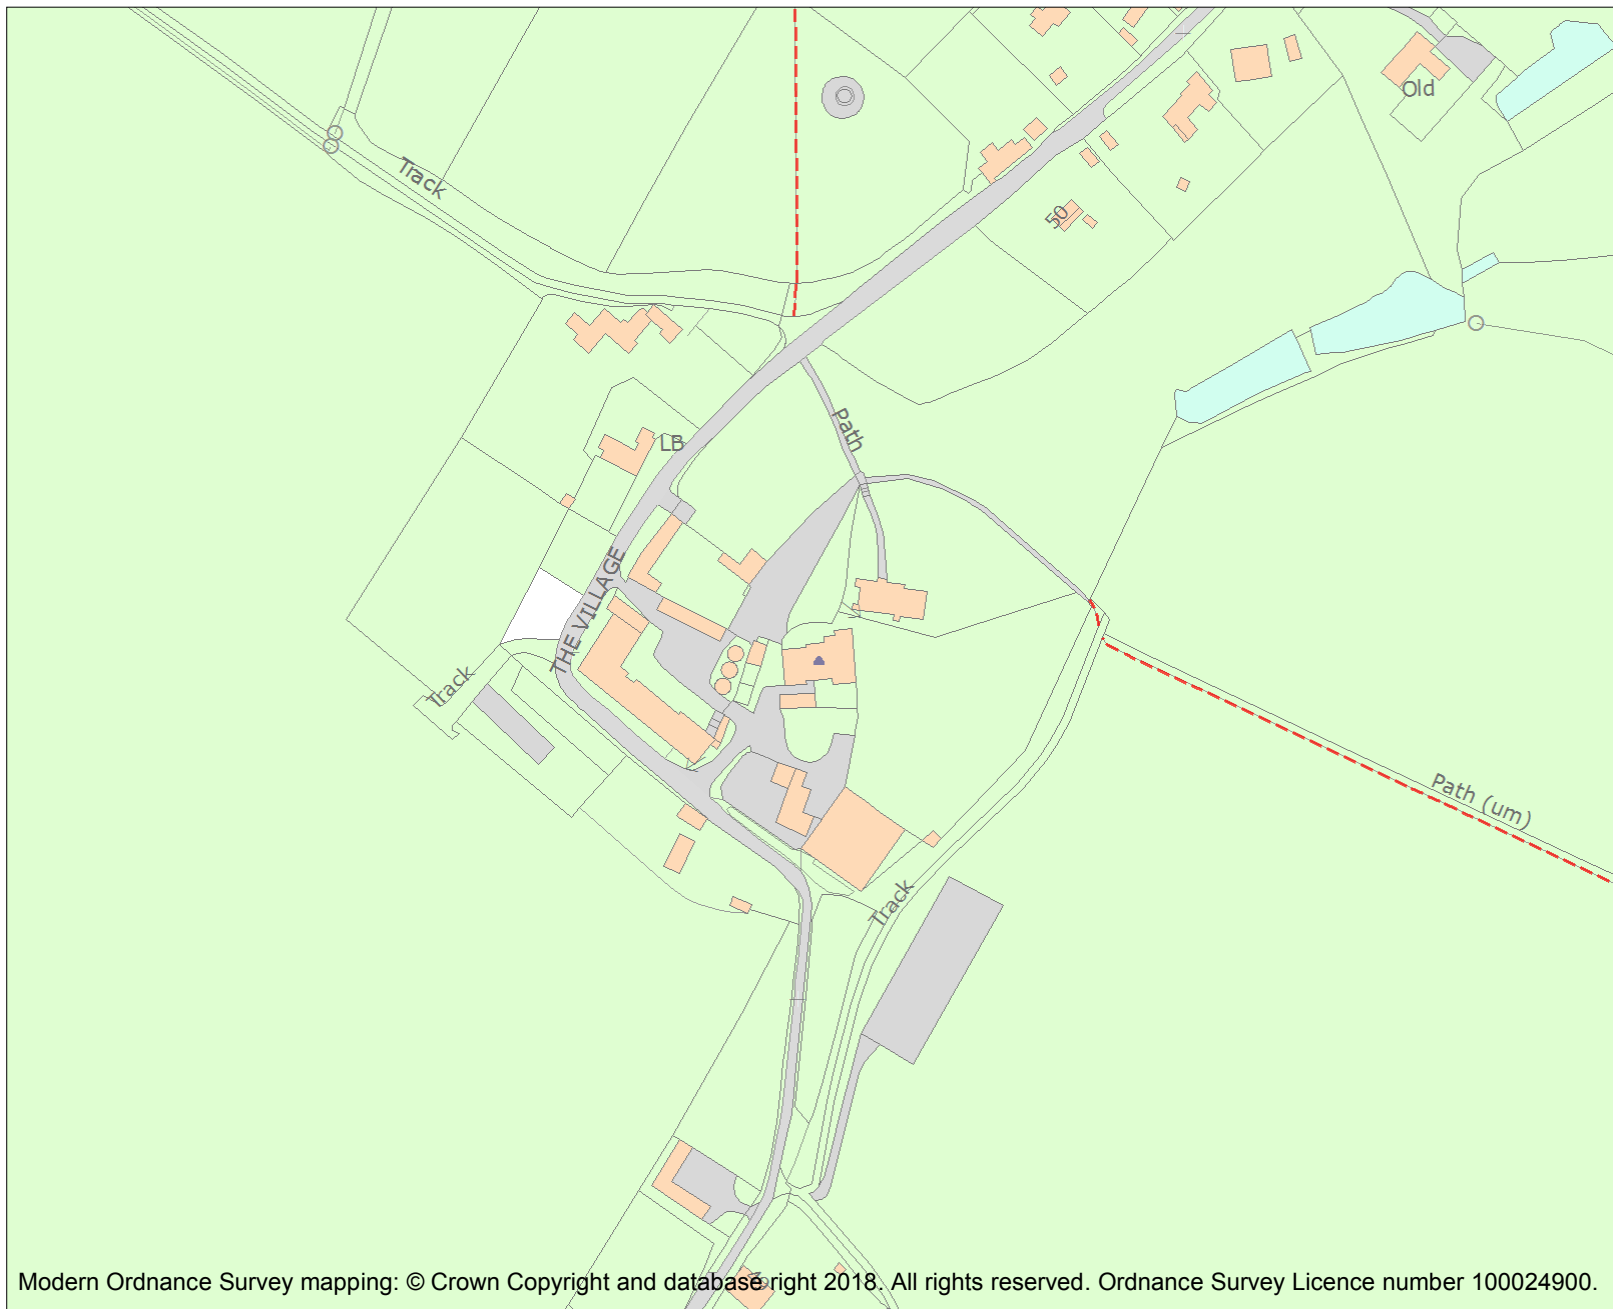 Old
Track
50
Path
LB
THE VILLAGE
Track
Path (um)
Track
Modern Ordnance Survey mapping: © Crown Copyright and database right 2018. All rights reserved. Ordnance Survey Licence number 100024900.